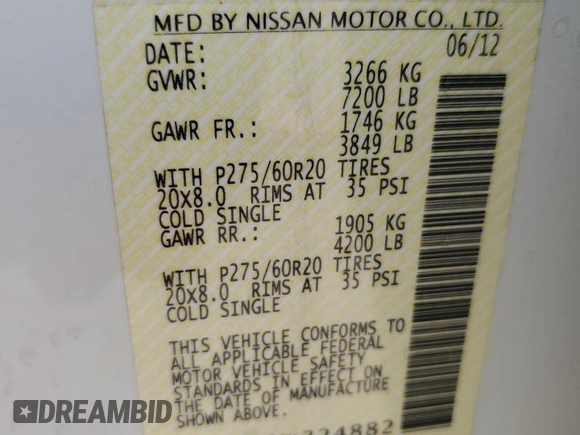 MFD BY NISSAN MOTOR CO., LTD.
DATE: 06/12
GVWR: 3266 KG
7200 LB
GAWR FR.: 1746 KG
3849 LB
WITH P275/60R20 TIRES
20x8.0 RIMS AT 35 PSI
COLD SINGLE
GAWR RR.: 1905 KG
4200 LB
WITH P275/60R20 TIRES
20x8.0 RIMS AT 35 PSI
COLD SINGLE
THIS VEHICLE CONFORMS TO
ALL APPLICABLE FEDERAL
MOTOR VEHICLE SAFETY
STANDARDS IN EFFECT ON
THE DATE OF MANUFACTURE
SHOWN ABOVE.
324882
DREAMBID